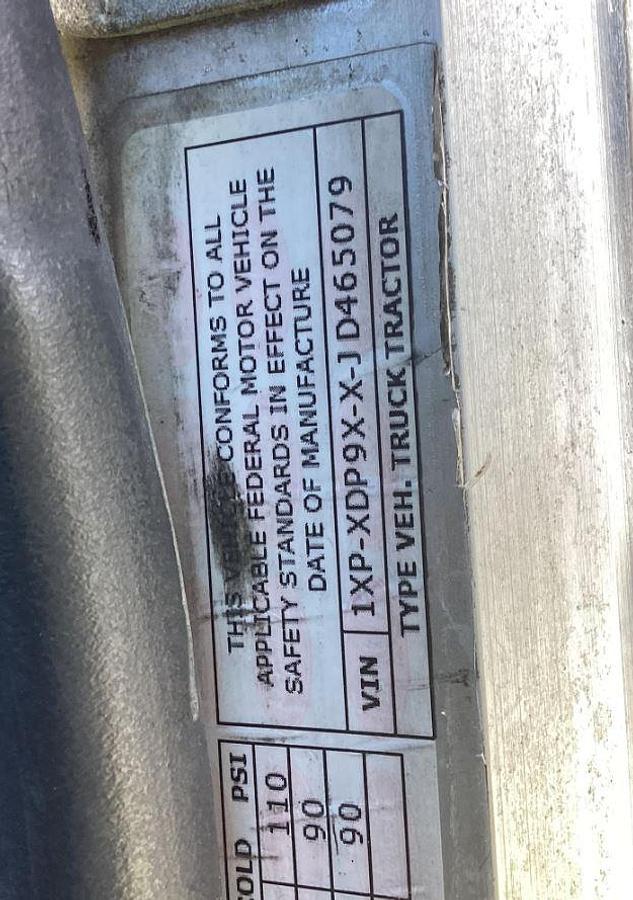 THIS VEHICLE CONFORMS TO ALL
APPLICABLE FEDERAL MOTOR VEHICLE
SAFETY STANDARDS IN EFFECT ON THE
DATE OF MANUFACTURE
VIN 1XP-XDP9X-X-JD465079
TYPE VEH. TRUCK TRACTOR
COLD PSI
110
90
90